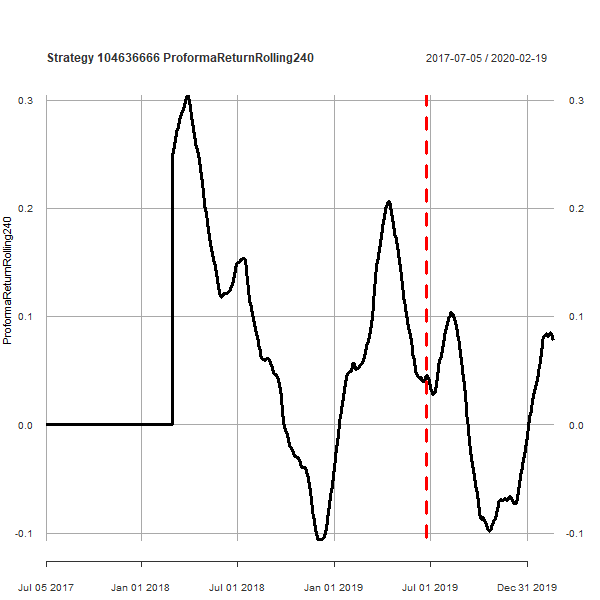 Strategy 104636666 ProformaReturnRolling240
2017-07-05 / 2020-02-19
ProformaReturnRolling240
0.3
0.2
0.1
0.0
-0.1
0.3
0.2
0.1
0.0
-0.1
Jul 05 2017
Jan 01 2018
Jul 01 2018
Jan 01 2019
Jul 01 2019
Dec 31 2019